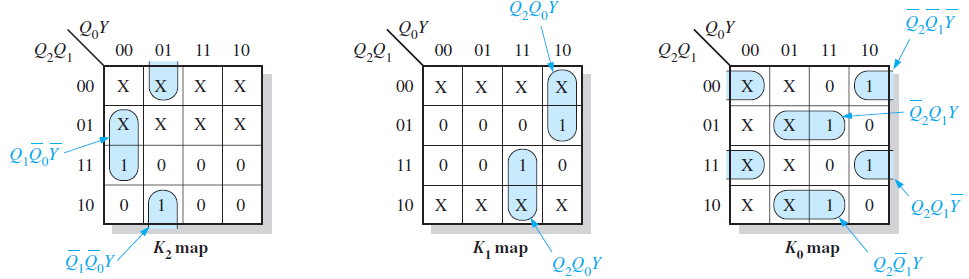 Q₀Y
Q₂Q₁
00 01 11 10
00 X X X X
01 X X X X
11 1 0 0 0
10 0 1 0 0
Q₁Q̅₀Y̅
Q̅₁Q̅₀Y
K₂ map
Q₂Q₀Y
Q₀Y
Q₂Q₁
00 01 11 10
00 X X X X
01 0 0 0 1
11 0 0 1 0
10 X X X X
K₁ map
Q₂Q₀Y
Q₀Y
Q₂Q₁
00 01 11 10
00 X X 0 1
01 X X 1 0
11 X X 0 1
10 X X 1 0
Q̅₂Q̅₁Y̅
Q̅₂Q₁Y
Q₂Q₁Y̅
K₀ map
Q₂Q̅₁Y